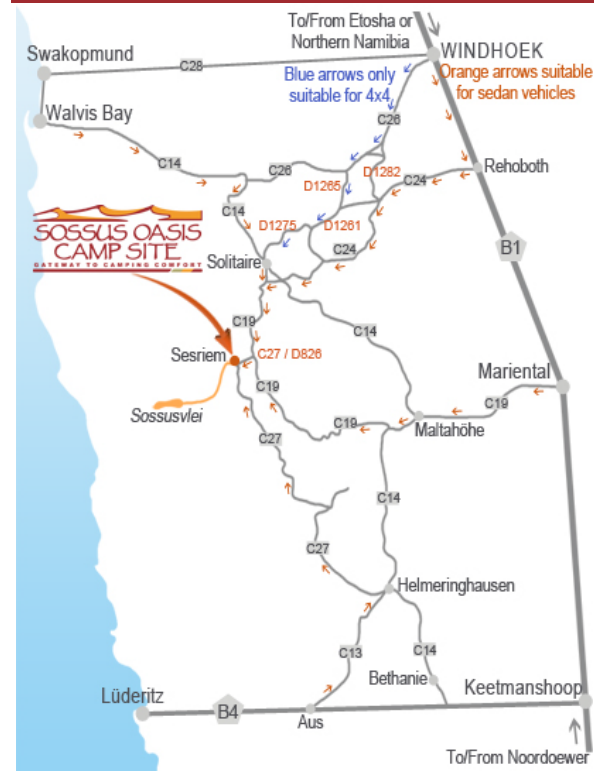 To/From Etosha or
Northern Namibia
WINDHOEK
Swakopmund
C28
Blue arrows only
suitable for 4x4
Orange arrows suitable
for sedan vehicles
Walvis Bay
C26
C14
C26
D1265
D1282
C24
Rehoboth
C14
D1275
D1261
SOSSUS OASIS
CAMP SITE
GATEWAY TO CAMPING COMFORT
C24
B1
Solitaire
C19
C14
Sesriem
C27 / D826
Mariental
C19
C19
Sossusvlei
C19
Maltahöhe
C27
C14
C27
Helmeringhausen
C13
C14
Bethanie
Keetmanshoop
Lüderitz
B4
Aus
To/From Noordoewer